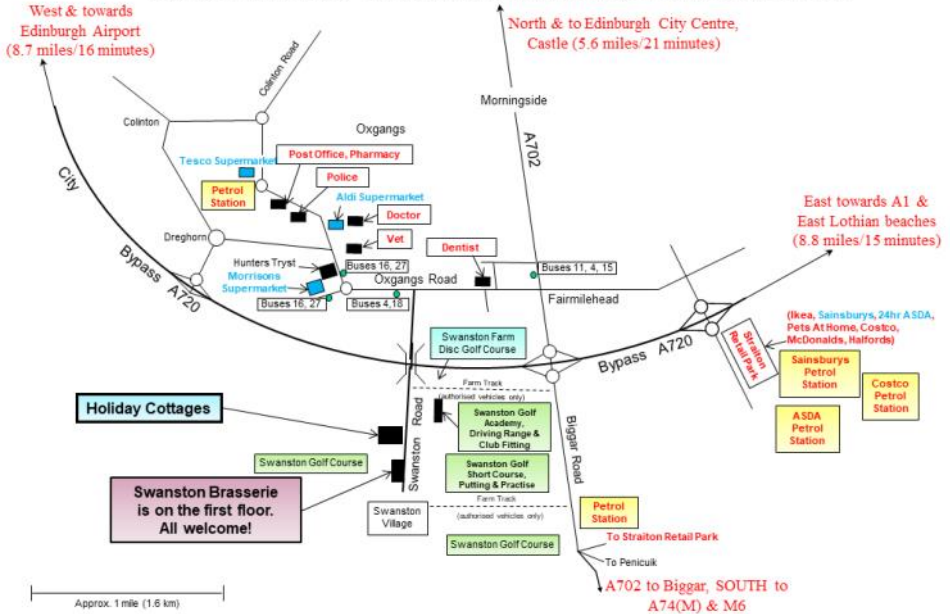 West & towards
Edinburgh Airport
(8.7 miles/16 minutes)
North & to Edinburgh City Centre,
Castle (5.6 miles/21 minutes)
Colinton Road
Morningside
A702
Colinton
Oxgangs
Tesco Supermarket
Post Office, Pharmacy
Police
Petrol
Station
Aldi Supermarket
Doctor
City
Bypass A720
East towards A1 &
East Lothian beaches
(8.8 miles/15 minutes)
Dreghorn
Vet
Dentist
Hunters Tryst
Buses 16, 27
Buses 11, 4, 15
Morrisons
Supermarket
Oxgangs Road
Buses 16, 27
Buses 4,18
Fairmilehead
(Ikea, Sainsburys, 24hr ASDA,
Pets At Home, Costco,
McDonalds, Halfords)
Straiton
Retail Park
Swanston Farm
Disc Golf Course
Bypass A720
Sainsburys
Petrol
Station
Costco
Petrol
Station
ASDA
Petrol
Station
Farm Track
(authorised vehicles only)
Holiday Cottages
Swanston Road
Swanston Golf
Academy,
Driving Range &
Club Fitting
Biggar Road
Swanston Golf Course
Swanston Golf
Short Course,
Putting & Practise
Swanston Brasserie
is on the first floor.
All welcome!
Farm Track
(authorised vehicles only)
Swanston
Village
Petrol
Station
Swanston Golf Course
To Straiton Retail Park
To Penicuik
A702 to Biggar, SOUTH to
A74(M) & M6
Approx. 1 mile (1.6 km)